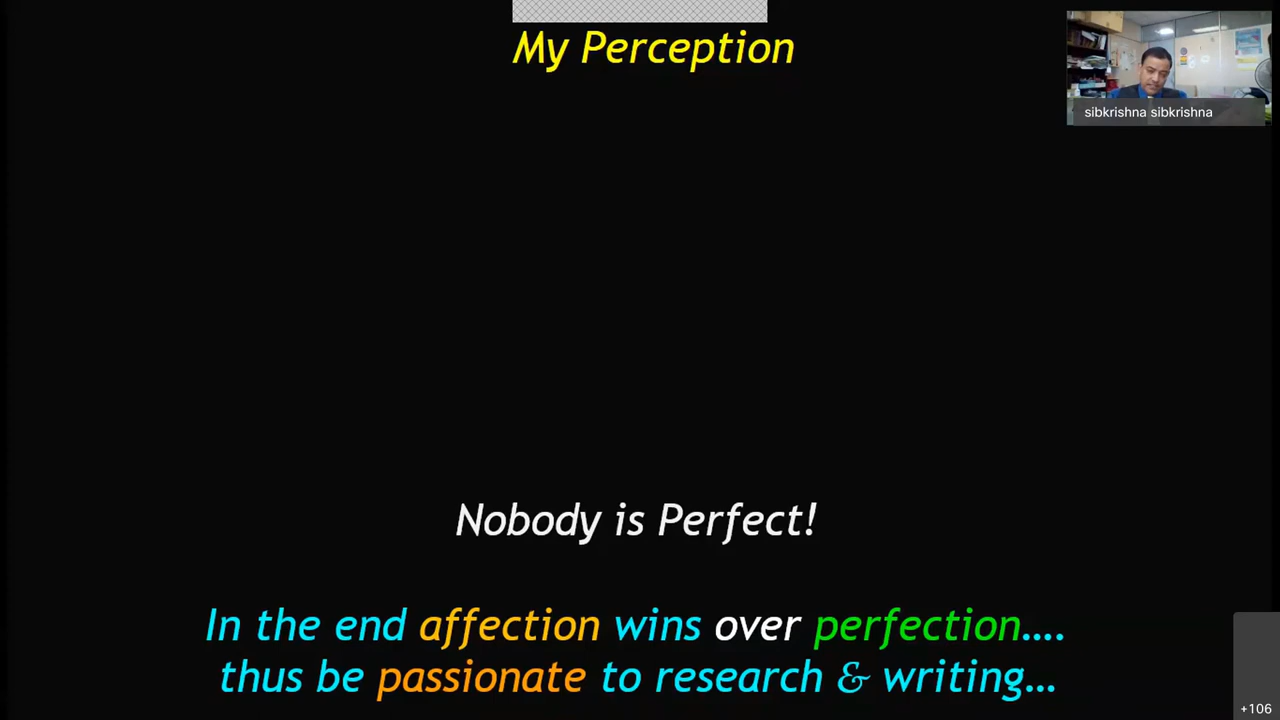 My Perception
sibkrishna sibkrishna
Nobody is Perfect!
In the end affection wins over perfection....
thus be passionate to research & writing...
+106